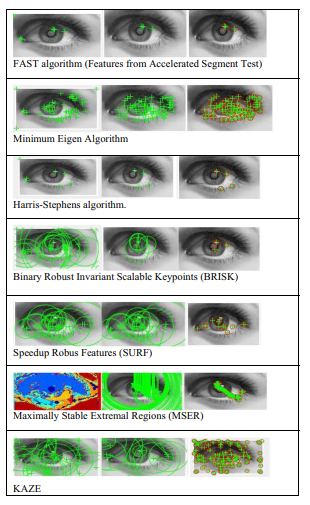 FAST algorithm (Features from Accelerated Segment Test)
Minimum Eigen Algorithm
Harris-Stephens algorithm.
Binary Robust Invariant Scalable Keypoints (BRISK)
Speedup Robus Features (SURF)
Maximally Stable Extremal Regions (MSER)
KAZE